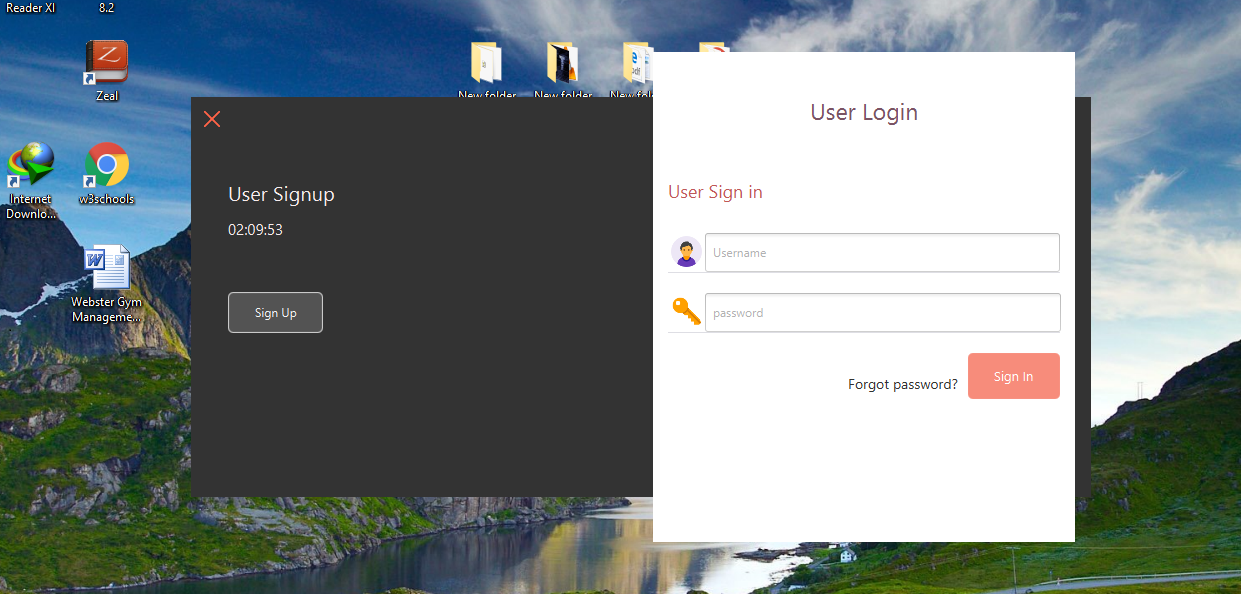 Reader XI
8.2
Zeal
Internet
Downlo...
w3schools
Webster Gym
Manageme...
New folder
New folder
New fol
pdf
User Signup
02:09:53
Sign Up
User Login
User Sign in
Username
password
Forgot password?
Sign In